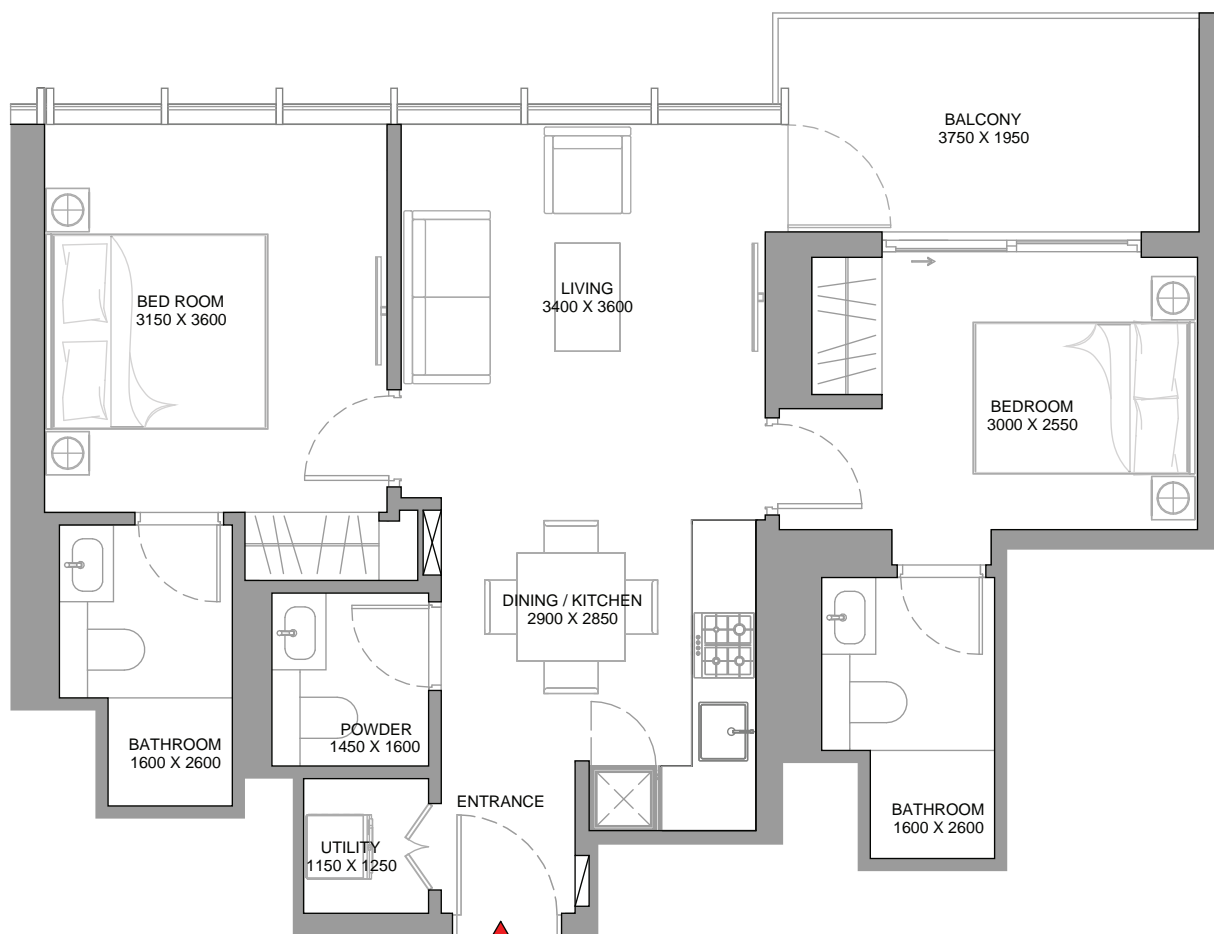 BALCONY
3750 X 1950
BED ROOM
3150 X 3600
LIVING
3400 X 3600
BEDROOM
3000 X 2550
DINING / KITCHEN
2900 X 2850
POWDER
1450 X 1600
BATHROOM
1600 X 2600
ENTRANCE
BATHROOM
1600 X 2600
UTILITY
1150 X 1250